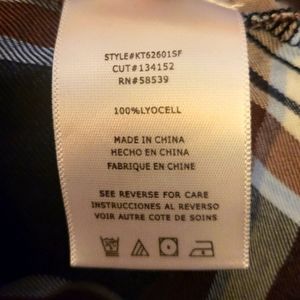 STYLE#KT62601SF
CUT#134152
RN#58539
100%LYOCELL
MADE IN CHINA
HECHO EN CHINA
FABRIQUE EN CHINE
SEE REVERSE FOR CARE
INSTRUCCIONES AL REVERSO
VOIR AUTRE COTE DE SOINS